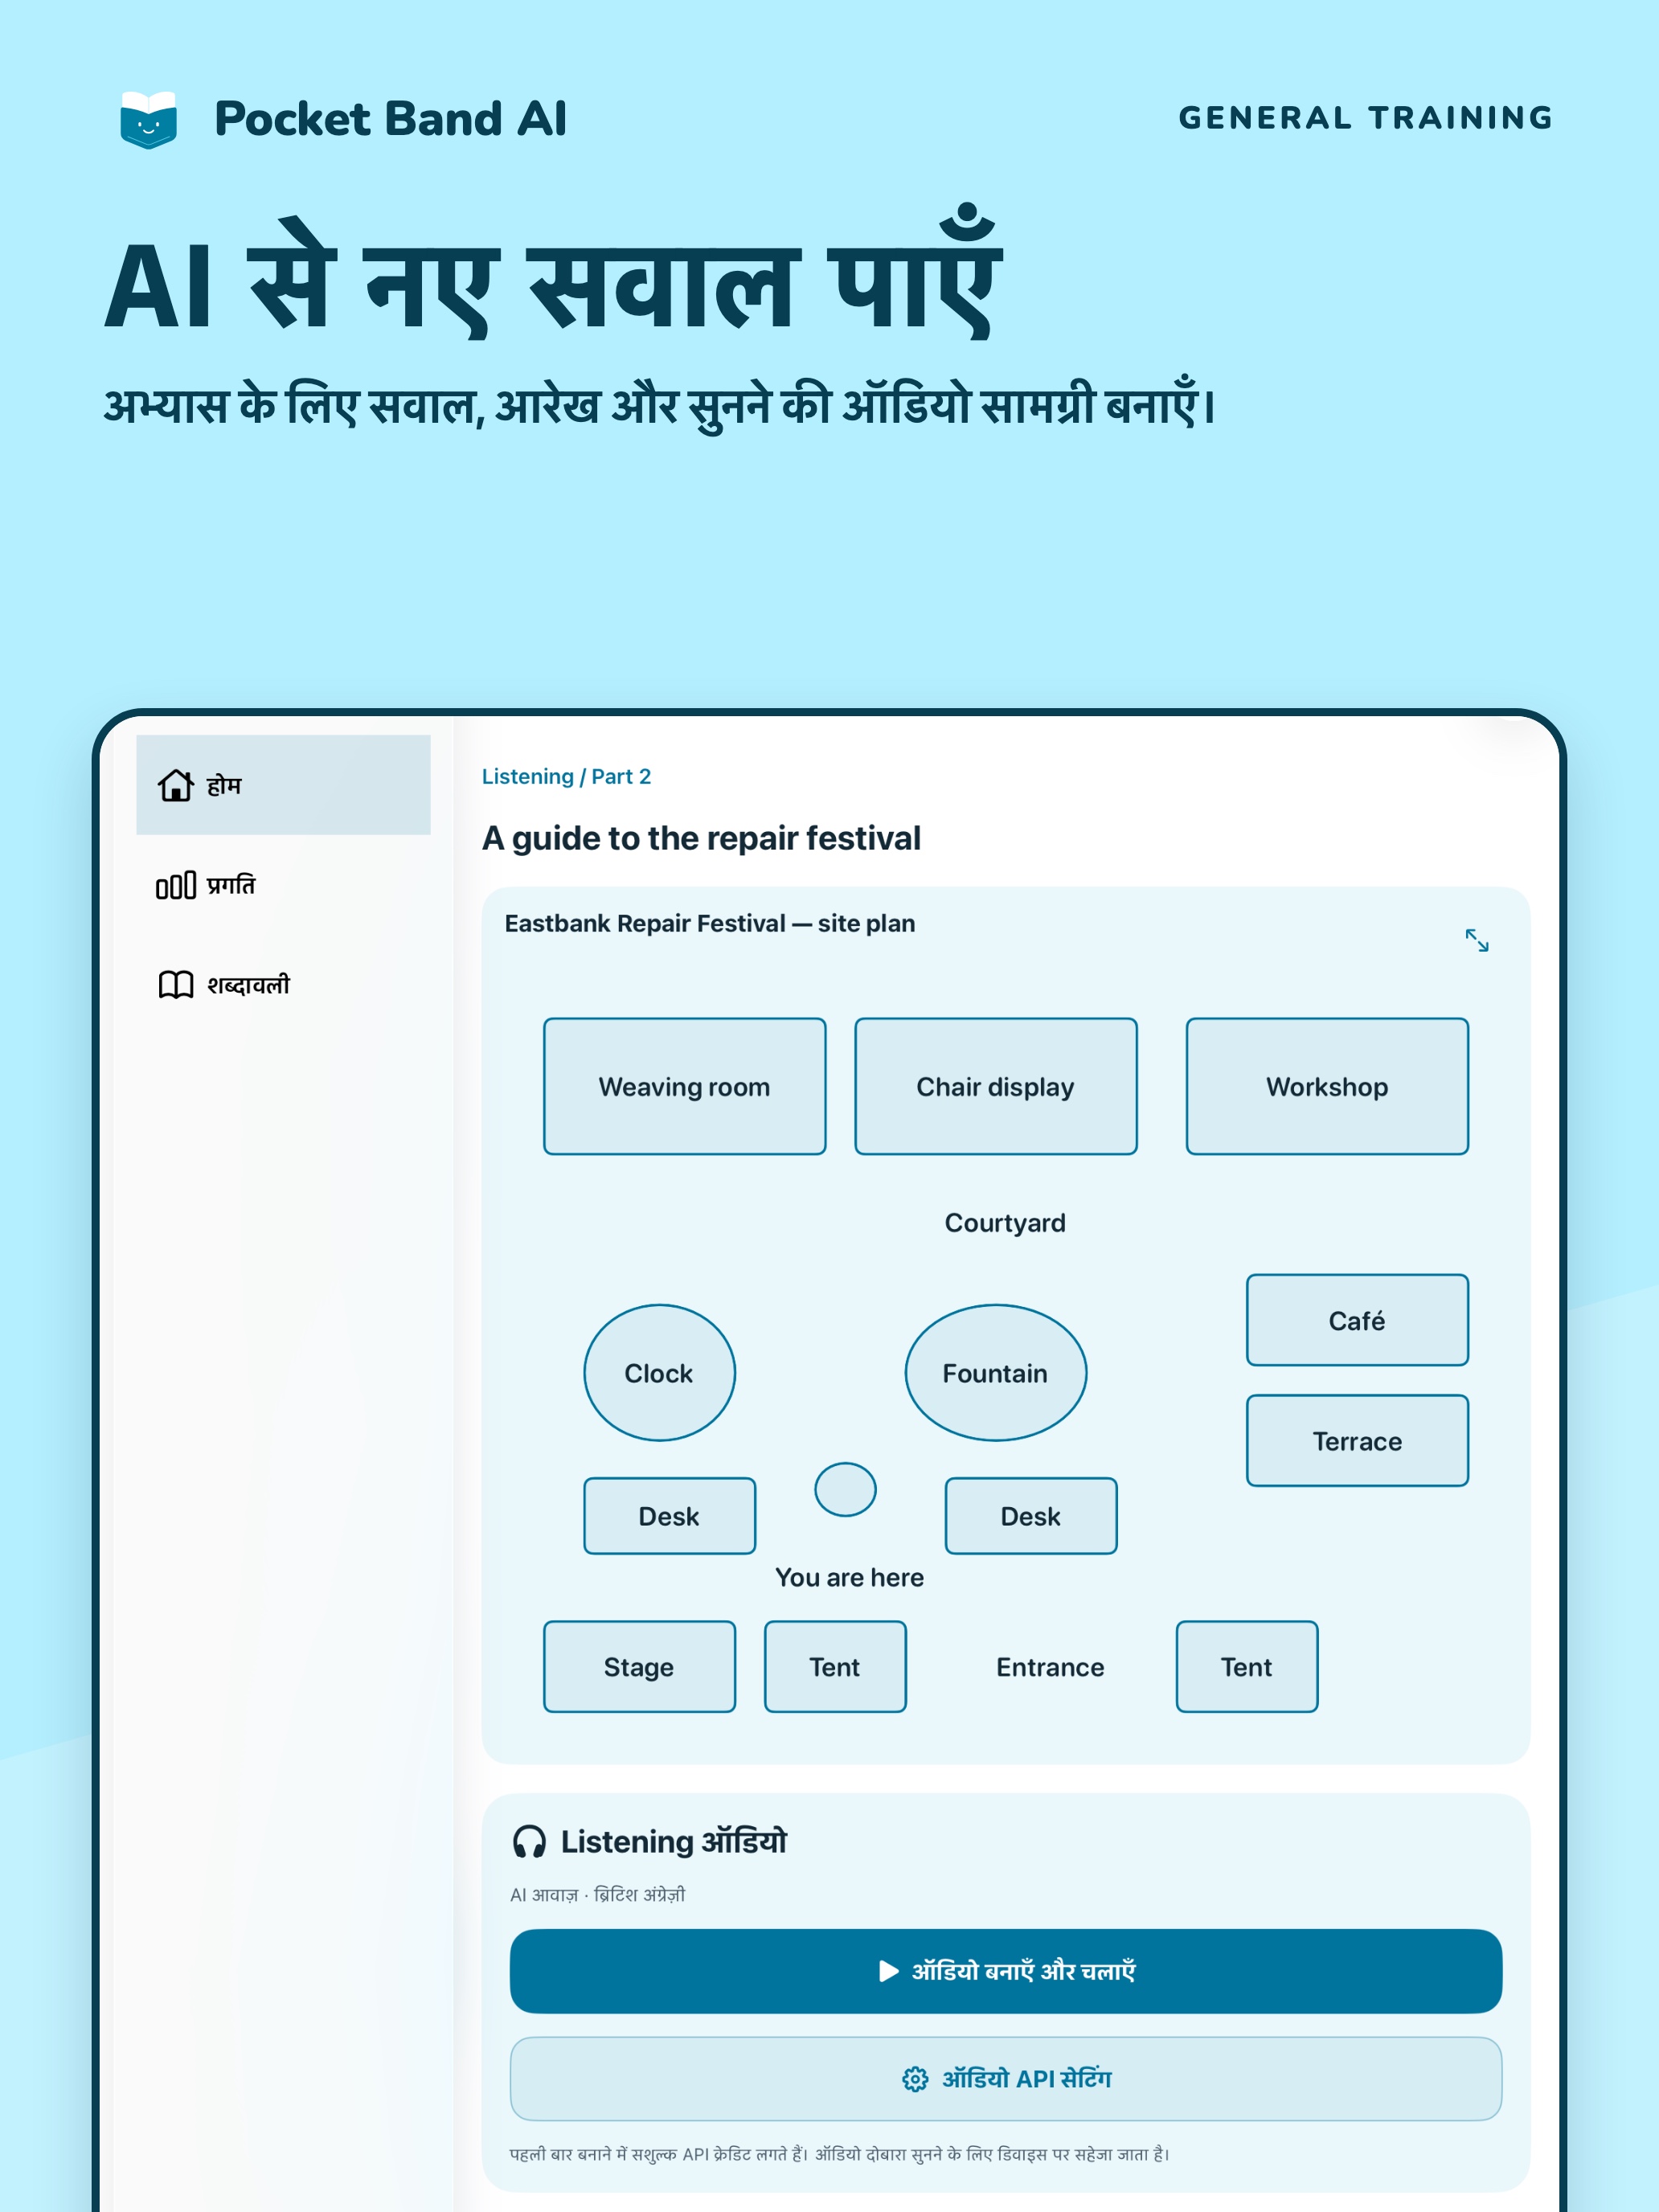 Pocket Band AI
GENERAL TRAINING
AI से नए सवाल पाएँ
अभ्यास के लिए सवाल, आरेख और सुनने की ऑडियो सामग्री बनाएँ।
होम
प्रगति
शब्दावली
Listening / Part 2
A guide to the repair festival
Eastbank Repair Festival — site plan
Weaving room
Chair display
Workshop
Courtyard
Café
Clock
Fountain
Terrace
Desk
Desk
You are here
Stage
Tent
Entrance
Tent
Listening ऑडियो
AI आवाज़ · ब्रिटिश अंग्रेज़ी
ऑडियो बनाएँ और चलाएँ
ऑडियो API सेटिंग
पहली बार बनाने में सशुल्क API क्रेडिट लगते हैं। ऑडियो दोबारा सुनने के लिए डिवाइस पर सहेजा जाता है।